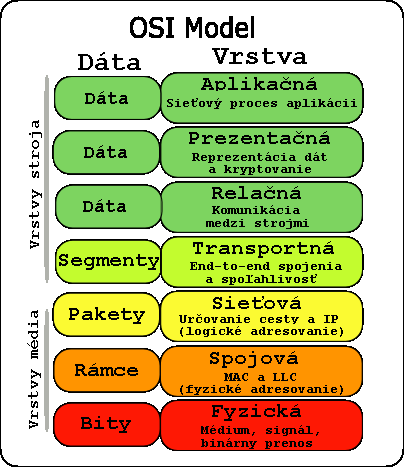 OSI Model
Dáta Vrstva
Vrstvy stroja
Dáta
Aplikačná
Sieťový proces aplikácii
Dáta
Prezentačná
Reprezentácia dát
a kryptovanie
Dáta
Relačná
Komunikácia
medzi strojmi
Segmenty
Transportná
End-to-end spojenia
a spoľahlivosť
Vrstvy média
Pakety
Sieťová
Určovanie cesty a IP
(logické adresovanie)
Rámce
Spojová
MAC a LLC
(fyzické adresovanie)
Bity
Fyzická
Médium, signál,
binárny prenos